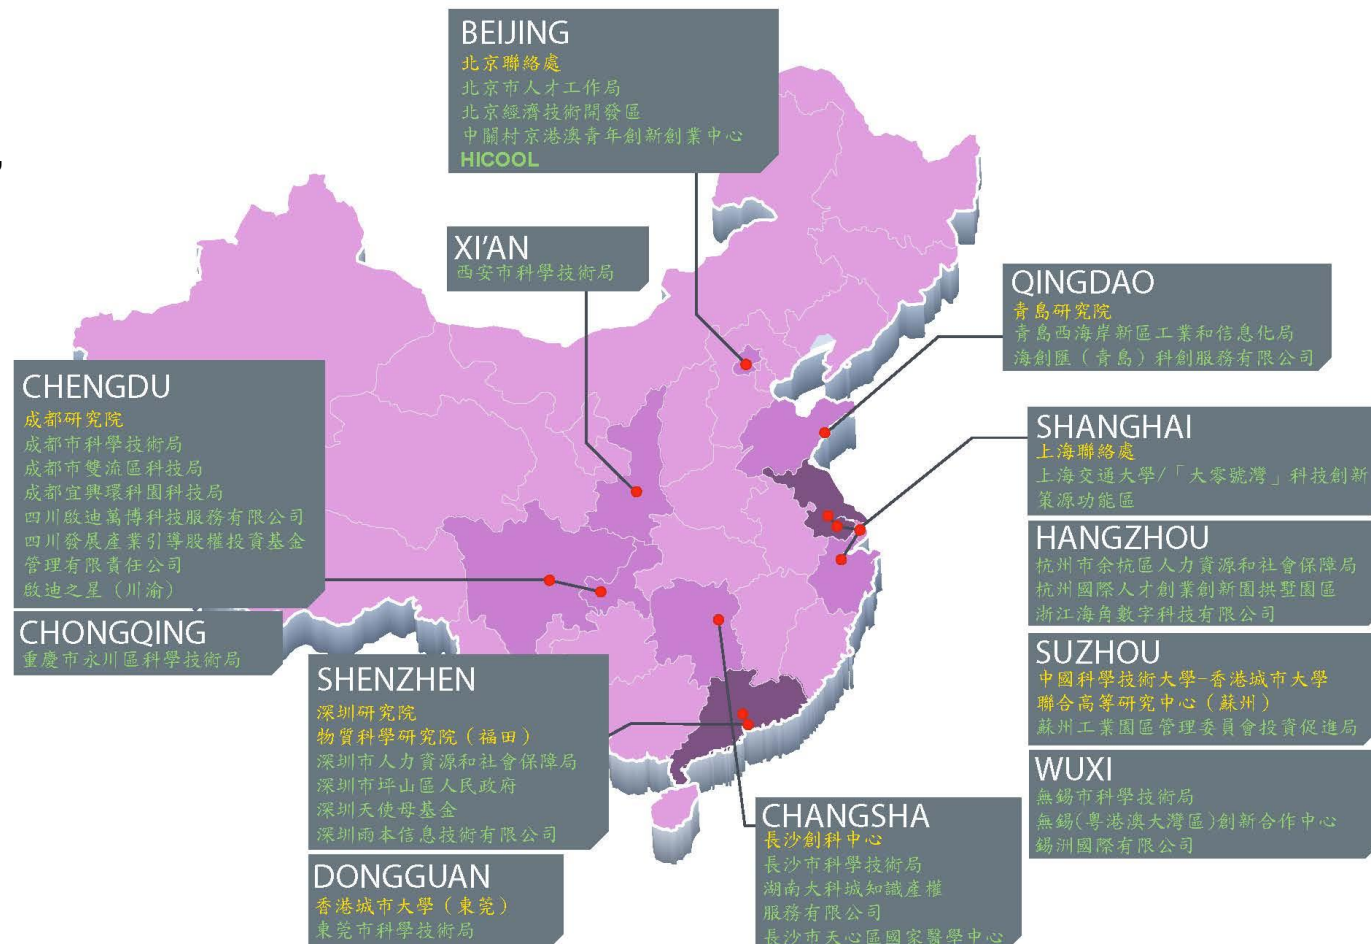 BEIJING
北京聯絡處
北京市人才工作局
北京經濟技術開發區
中關村京港澳青年創新創業中心
HICOOL
XI'AN
西安市科學技術局
QINGDAO
青島研究院
青島西海岸新區工業和信息化局
海創匯（青島）科創服務有限公司
CHENGDU
成都研究院
成都市科學技術局
成都市雙流區科技局
成都宜興環科園科技局
四川啟迪萬博科技服務有限公司
四川發展產業引導股權投資基金
管理有限責任公司
啟迪之星（川渝）
SHANGHAI
上海聯絡處
上海交通大學/「大零號灣」科技創新
策源功能區
HANGZHOU
杭州市余杭區人力資源和社會保障局
杭州國際人才創業創新園拱墅園區
浙江海角數字科技有限公司
CHONGQING
重慶市永川區科學技術局
SUZHOU
中國科學技術大學-香港城市大學
聯合高等研究中心（蘇州）
蘇州工業園區管理委員會投資促進局
SHENZHEN
深圳研究院
物質科學研究院（福田）
深圳市人力資源和社會保障局
深圳市坪山區人民政府
深圳天使母基金
深圳雨本信息技術有限公司
WUXI
無錫市科學技術局
無錫(粵港澳大灣區)創新合作中心
錫洲國際有限公司
CHANGSHA
長沙創科中心
長沙市科學技術局
湖南大科城知識產權
服務有限公司
長沙市天心區國家醫學中心
DONGGUAN
香港城市大學（東莞）
東莞市科學技術局